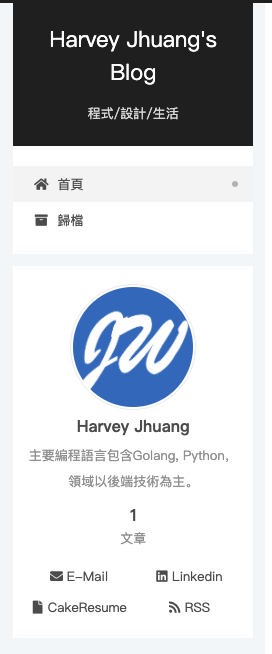 Harvey Jhuang's
Blog
程式/設計/生活
首頁
歸檔
JW
Harvey Jhuang
主要編程語言包含Golang, Python,
領域以後端技術為主。
1
文章
E-Mail Linkedin
CakeResume RSS